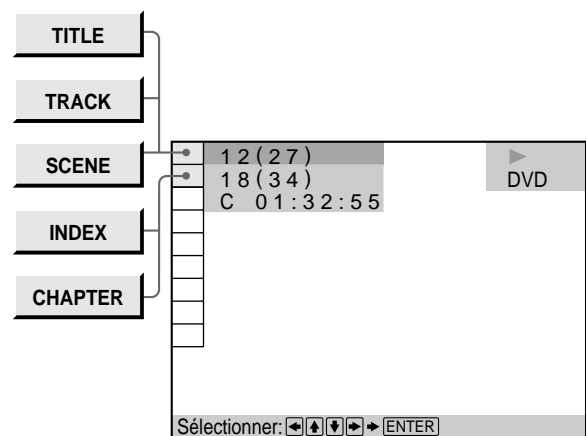 TITLE
TRACK
SCENE
INDEX
CHAPTER
12(27)
18(34)
C 01:32:55
DVD
Sélectionner: ENTER